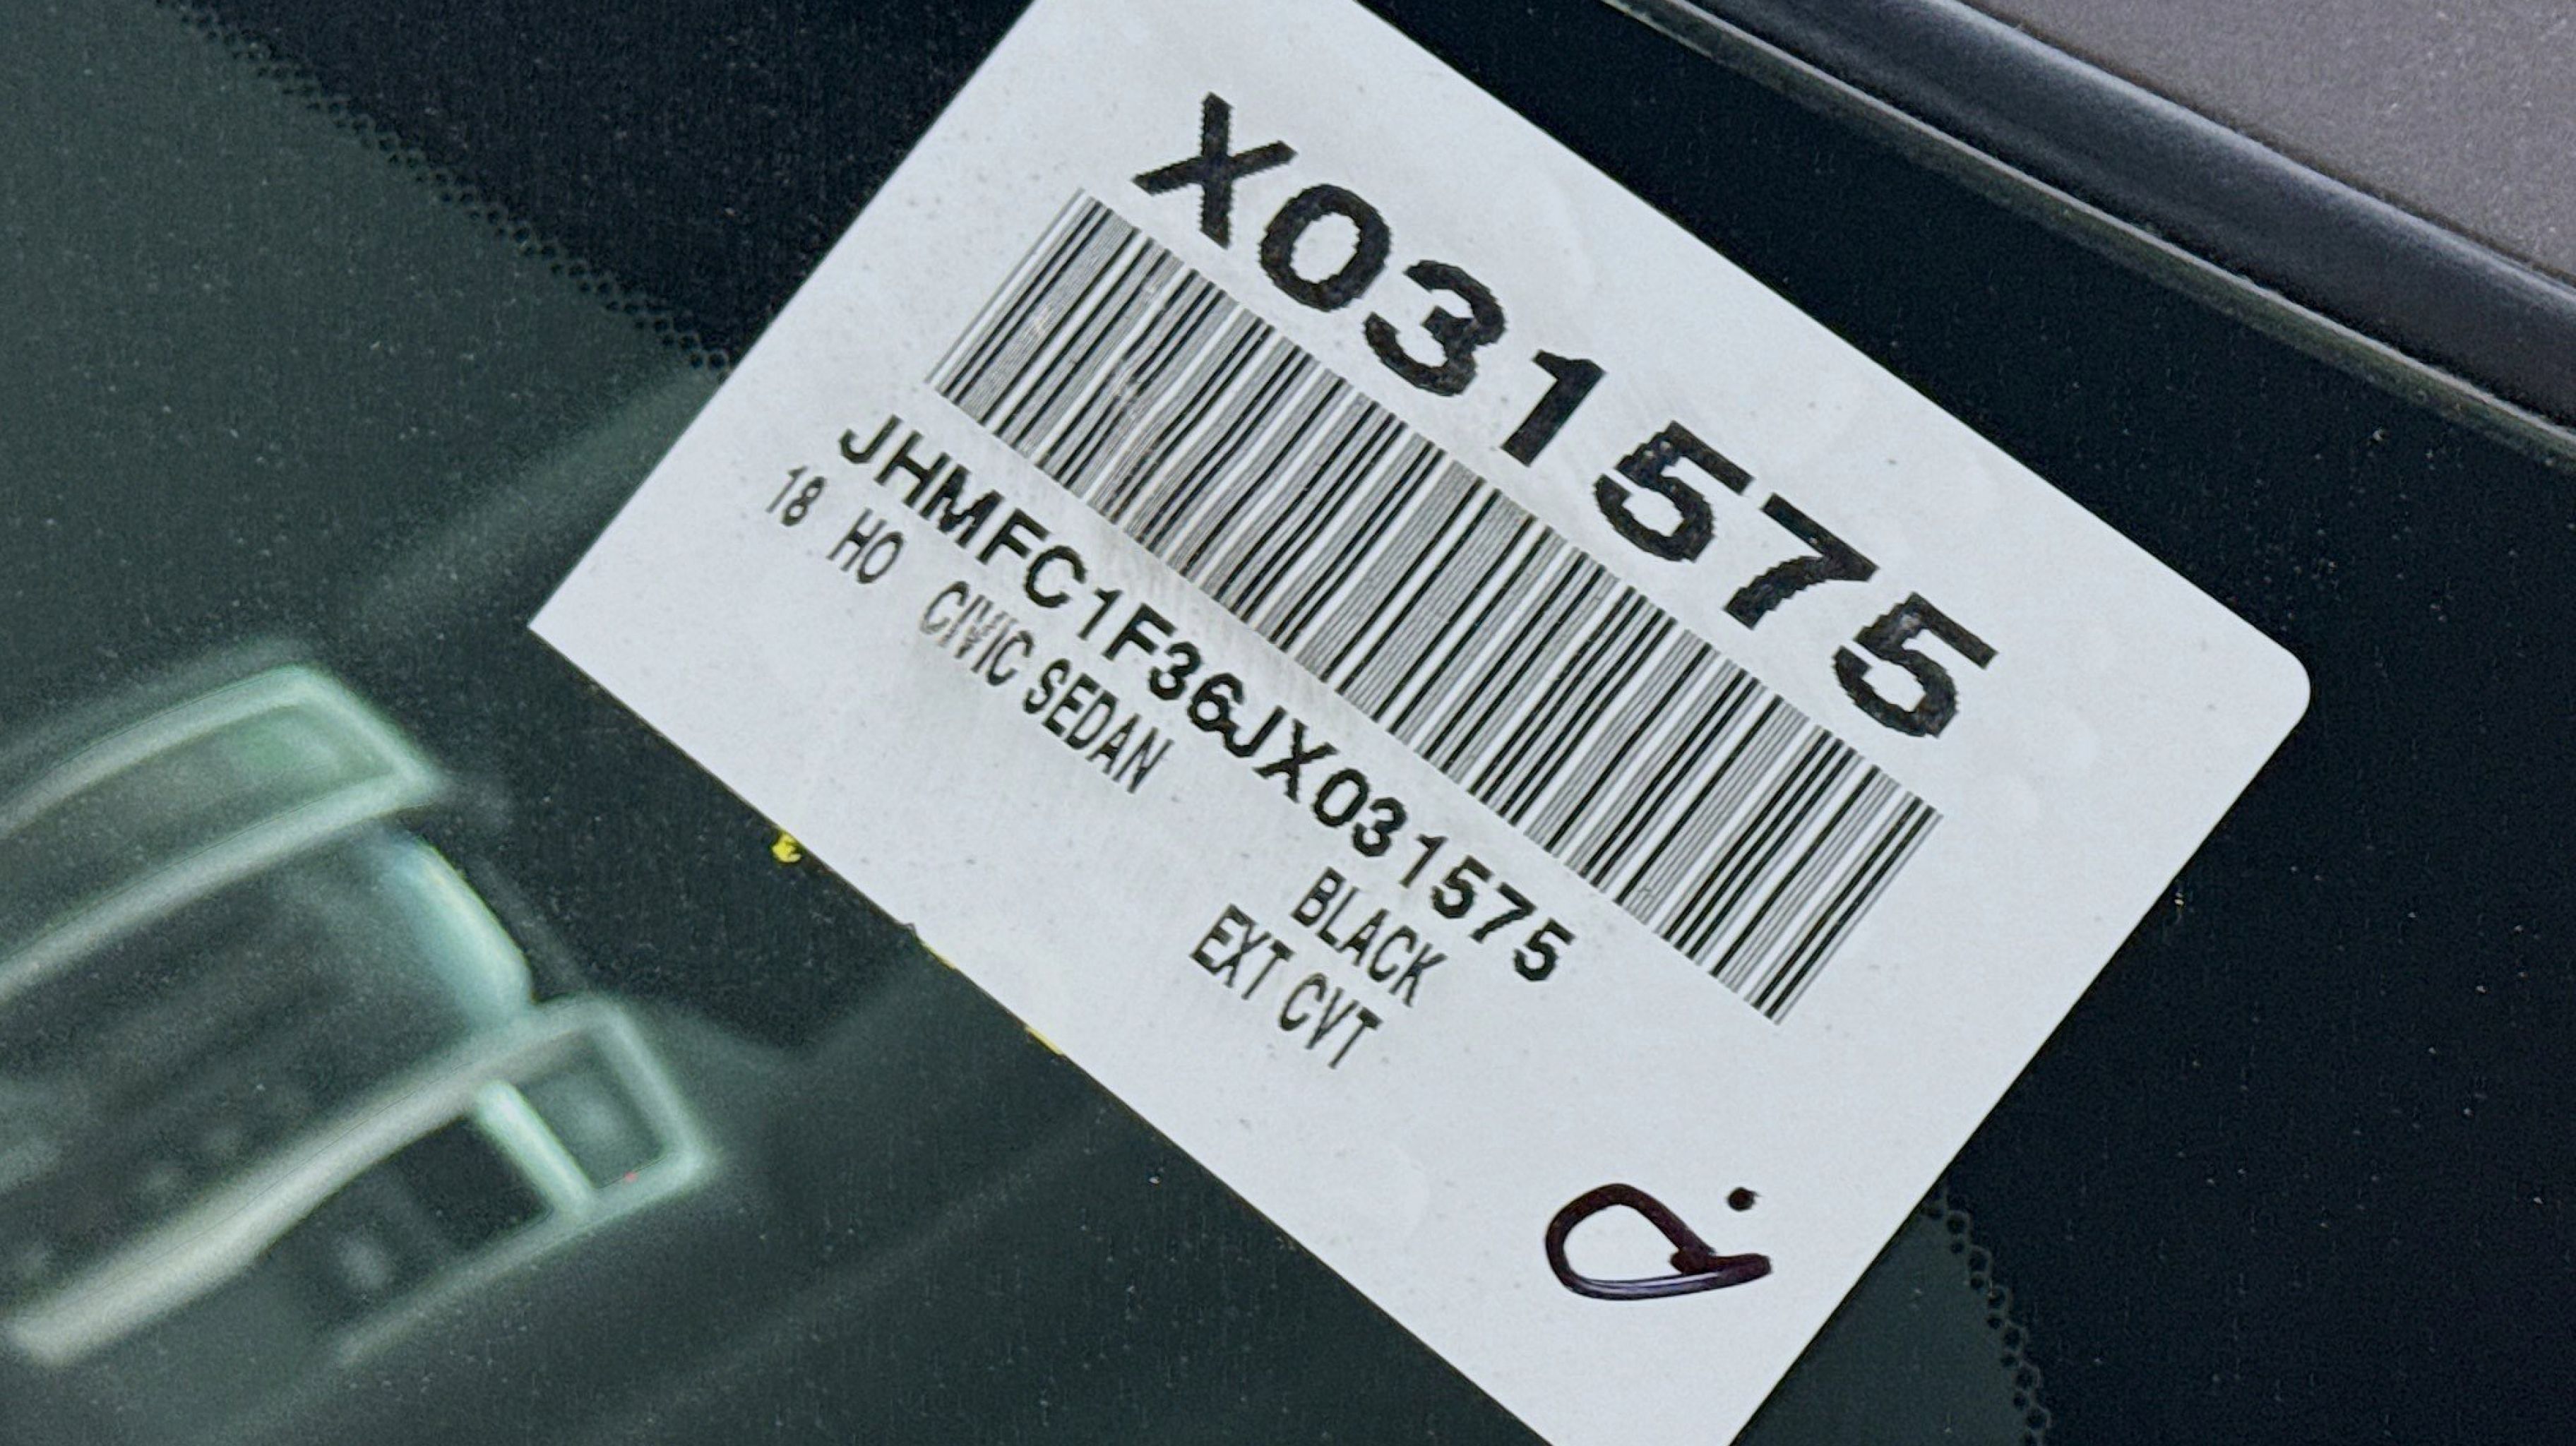 X031575
JHMFC1F36JX031575
18 HO CIVIC SEDAN BLACK
EXT CVT